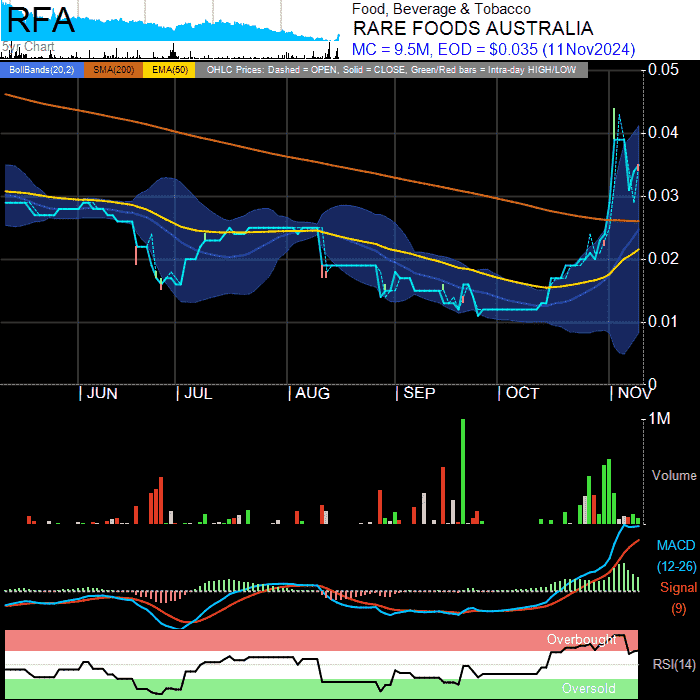 RFA
Food, Beverage & Tobacco
RARE FOODS AUSTRALIA
MC = 9.5M, EOD = $0.035 (11Nov2024)
5yr Chart
BollBands(20,2) SMA(200) EMA(50) OHLC Prices: Dashed = OPEN, Solid = CLOSE, Green/Red bars = Intra-day HIGH/LOW
0.05
0.04
0.03
0.02
0.01
0
JUN JUL AUG SEP OCT NOV
1M
Volume
MACD
(12-26)
Signal
(9)
Overbought
RSI(14)
Oversold